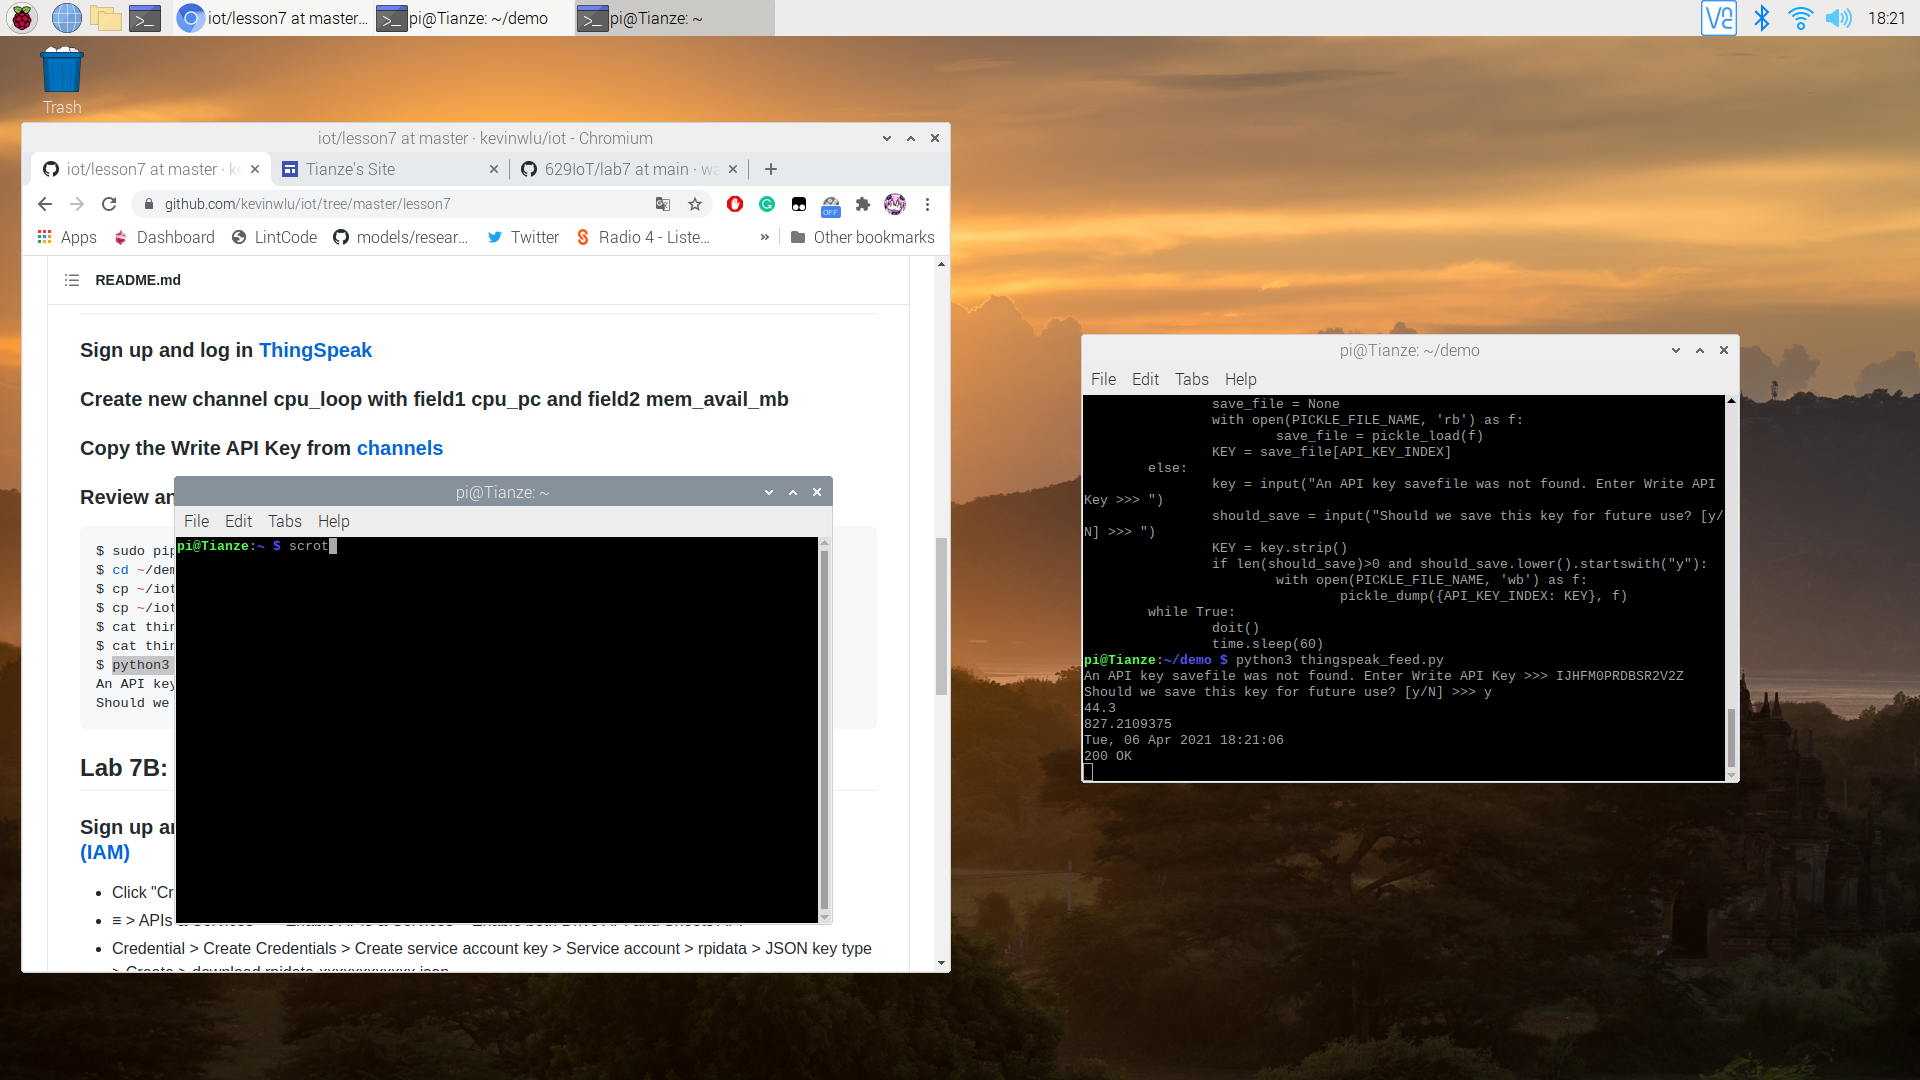 iot/lesson7 at master...
pi@Tianze: ~/demo
pi@Tianze: ~
18:21
Trash
iot/lesson7 at master · kevinwlu/iot - Chromium
iot/lesson7 at master · ke
Tianze's Site
629IoT/lab7 at main · wa
github.com/kevinwlu/iot/tree/master/lesson7
OFF
Apps
Dashboard
LintCode
models/resear...
Twitter
Radio 4 - Liste...
»
Other bookmarks
README.md
Sign up and log in ThingSpeak
Create new channel cpu_loop with field1 cpu_pc and field2 mem_avail_mb
Copy the Write API Key from channels
Review an
$ sudo pip
$ cd ~/dem
$ cp ~/iot
$ cp ~/iot
$ cat thin
$ cat thin
$ python3
An API key
Should we
Lab 7B:
Sign up an
(IAM)
• Click "Cr
• ≡ > APIs
• Credential > Create Credentials > Create service account key > Service account > rpidata > JSON key type
> Create > download rpidata-xxxxxxxxxxxx.json
pi@Tianze: ~
File Edit Tabs Help
pi@Tianze:~ $ scrot
pi@Tianze: ~/demo
File Edit Tabs Help
save_file = None
with open(PICKLE_FILE_NAME, 'rb') as f:
save_file = pickle_load(f)
KEY = save_file[API_KEY_INDEX]
else:
key = input("An API key savefile was not found. Enter Write API
Key >>> ")
should_save = input("Should we save this key for future use? [y/
N] >>> ")
KEY = key.strip()
if len(should_save)>0 and should_save.lower().startswith("y"):
with open(PICKLE_FILE_NAME, 'wb') as f:
pickle_dump({API_KEY_INDEX: KEY}, f)
while True:
doit()
time.sleep(60)
pi@Tianze:~/demo $ python3 thingspeak_feed.py
An API key savefile was not found. Enter Write API Key >>> IJHFM0PRDBSR2V2Z
Should we save this key for future use? [y/N] >>> y
44.3
827.2109375
Tue, 06 Apr 2021 18:21:06
200 OK